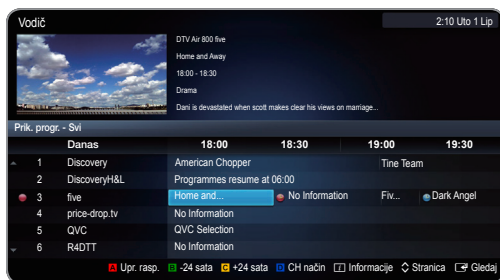 Vodič
2:10 Uto 1 Lip
DTV Air 800 five
Home and Away
18:00 - 18:30
Drama
Dani is devastated when scott makes clear his views on marriage...
Prik. progr. - Svi
Danas 18:00 18:30 19:00 19:30
1 Discovery American Chopper Tine Team
2 DiscoveryH&L Programmes resume at 06:00
3 five Home and... No Information Fiv... Dark Angel
4 price-drop.tv No Information
5 QVC QVC Selection
6 R4DTT No Information
A Upr. rasp. B -24 sata C +24 sata D CH način i Informacije Stranica Gledaj